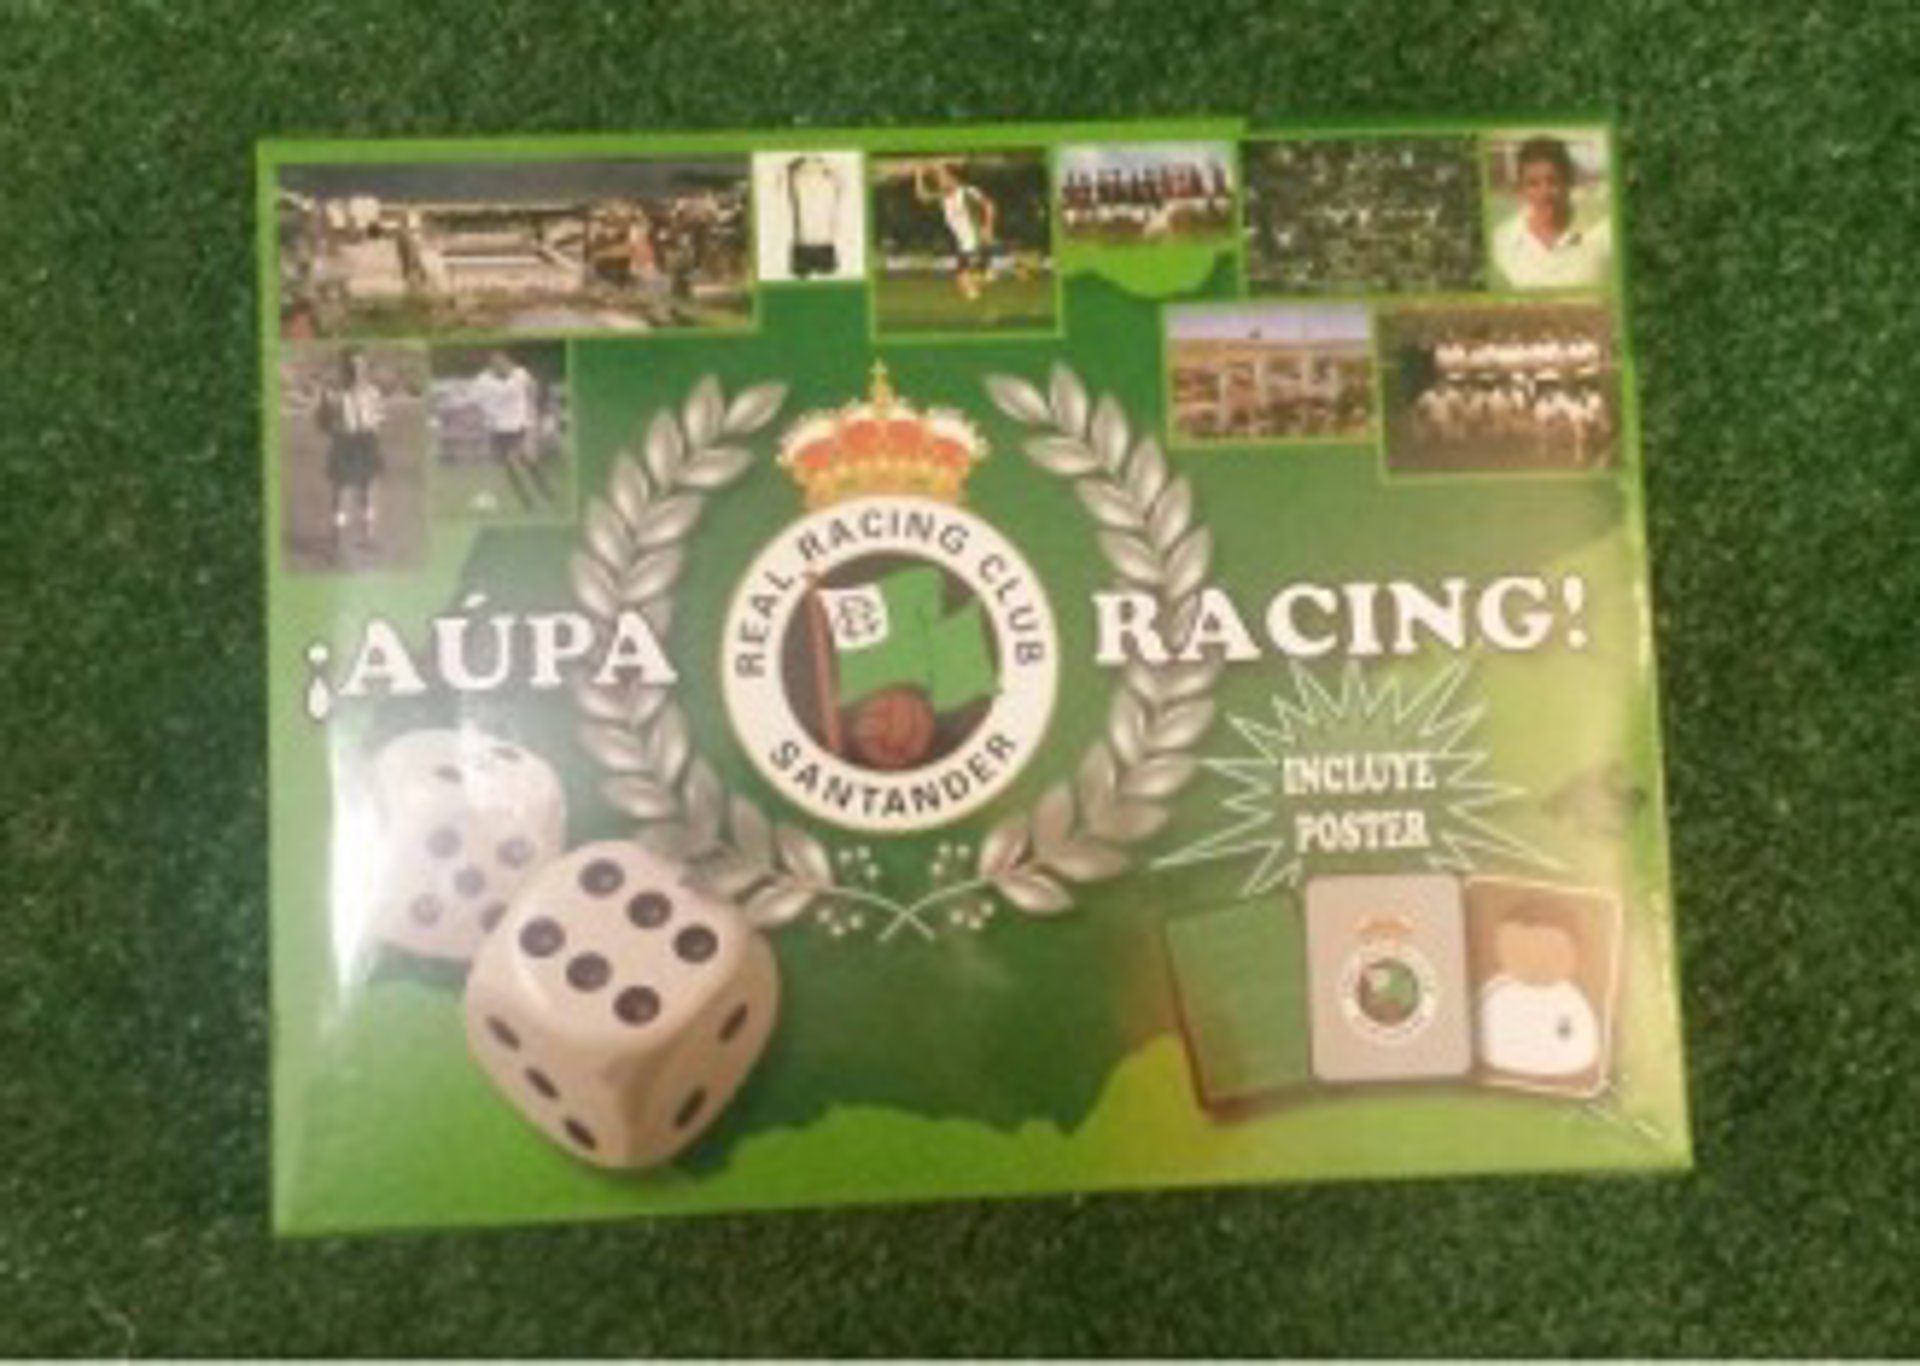 ¡AÚPA RACING!
REAL RACING CLUB
SANTANDER
INCLUYE
POSTER